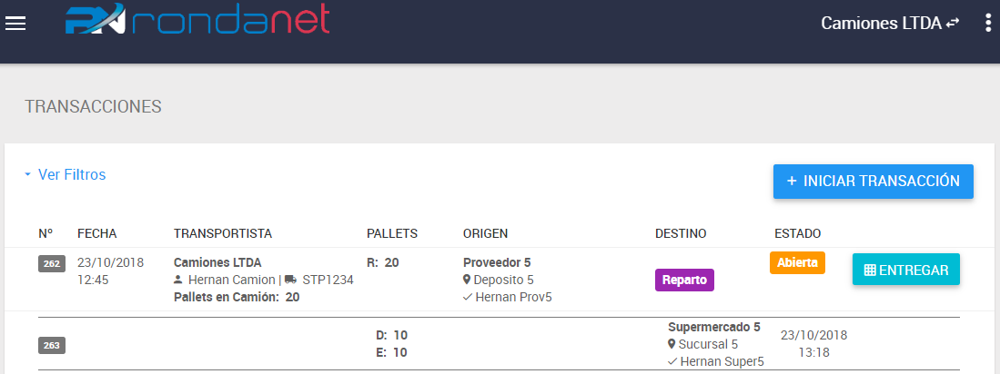 rondanet
Camiones LTDA
TRANSACCIONES
Ver Filtros
+ INICIAR TRANSACCIÓN
Nº FECHA TRANSPORTISTA PALLETS ORIGEN DESTINO ESTADO
262 23/10/2018 Camiones LTDA R: 20 Proveedor 5 Abierta ENTREGAR
12:45 Hernan Camion | STP1234 Deposito 5 Reparto
Pallets en Camión: 20 Hernan Prov5
Supermercado 5
263 D: 10 Sucursal 5 23/10/2018
E: 10 Hernan Super5 13:18